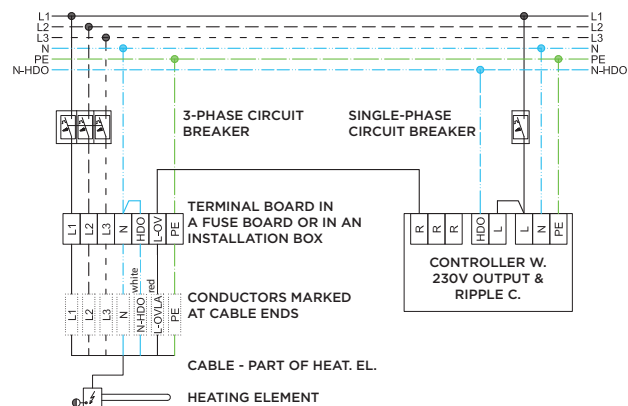 L1
L2
L3
N
PE
N-HDO
L1
L2
L3
N
PE
N-HDO
3-PHASE CIRCUIT
BREAKER
SINGLE-PHASE
CIRCUIT BREAKER
TERMINAL BOARD IN
A FUSE BOARD OR IN AN
INSTALLATION BOX
L1
L2
L3
N
HDO
L-OV
PE
R
R
R
HDO
L
L
N
PE
CONTROLLER W.
230V OUTPUT &
RIPPLE C.
white
red
CONDUCTORS MARKED
AT CABLE ENDS
L1
L2
L3
N
N-HDO
L-OVLA
PE
CABLE - PART OF HEAT. EL.
HEATING ELEMENT